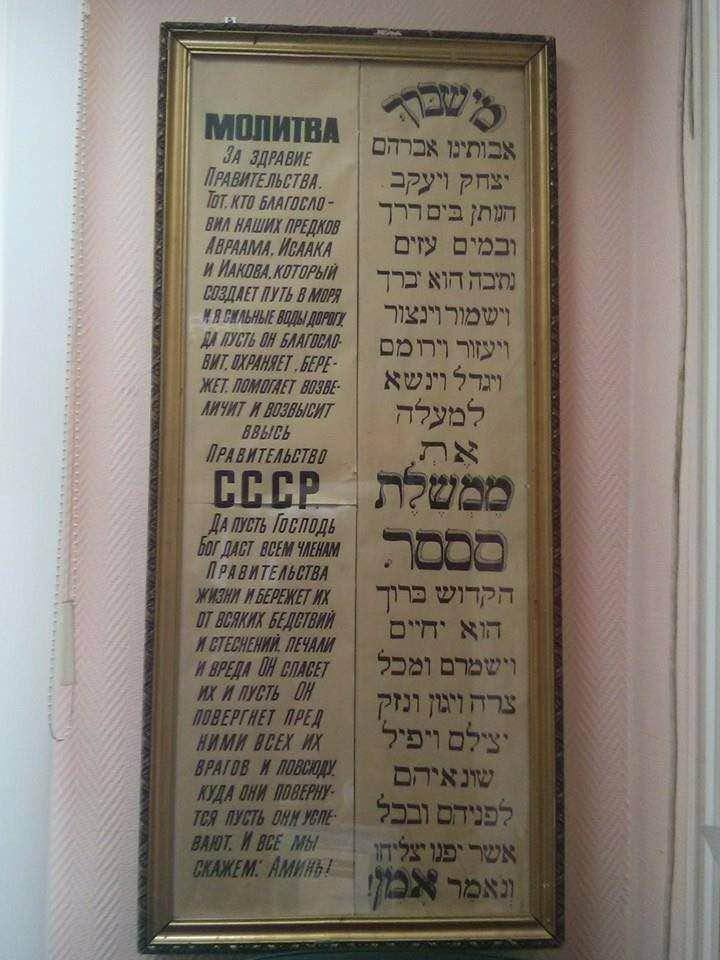 МОЛИТВА
ЗА ЗДРАВИЕ
ПРАВИТЕЛЬСТВА.
ТОТ, КТО БЛАГОСЛО-
ВИЛ НАШИХ ПРЕДКОВ
АВРААМА, ИСААКА
И ИАКОВА, КОТОРЫЙ
СОЗДАЕТ ПУТЬ В МОРЯ
И В СИЛЬНЫЕ ВОДЫ ДОРОГУ,
ДА ПУСТЬ ОН БЛАГОСЛО-
ВИТ, ОХРАНЯЕТ, БЕРЕ-
ЖЕТ, ПОМОГАЕТ ВОЗВЕ-
ЛИЧИТ И ВОЗВЫСИТ
ВВЫСЬ
ПРАВИТЕЛЬСТВО
СССР.
ДА ПУСТЬ ГОСПОДЬ
БОГ ДАСТ ВСЕМ ЧЛЕНАМ
ПРАВИТЕЛЬСТВА
ЖИЗНИ И БЕРЕЖЕТ ИХ
ОТ ВСЯКИХ БЕДСТВИЙ
И СТЕСНЕНИЙ, ПЕЧАЛИ
И ВРЕДА ОН СПАСЕТ
ИХ И ПУСТЬ ОН
ПОВЕРГНЕТ ПРЕД
НИМИ ВСЕХ ИХ
ВРАГОВ И ПОВСЮДУ,
КУДА ОНИ ПОВЕРНУ-
ТСЯ ПУСТЬ ОНИ УСПЕ-
ВАЮТ. И ВСЕ МЫ
СКАЖЕМ: АМИНЬ!
מי שברך
אבותינו אברהם
יצחק ויעקב
הנותן בים דרך
ובמים עזים
נתיבה הוא יברך
וישמור וינצור
ויעזור וירומם
ויגדל וינשא
למעלה
אֶת
מֶמְשֶׁלֶת
סססר.
הקדוש ברוך
הוא יחיים
וישמרם ומכל
צרה ויגון ונזק
יצילם ויפיל
שונאיהם
לפניהם ובכל
אשר יפנו יצליחו
וְנאמר אָמֵן!